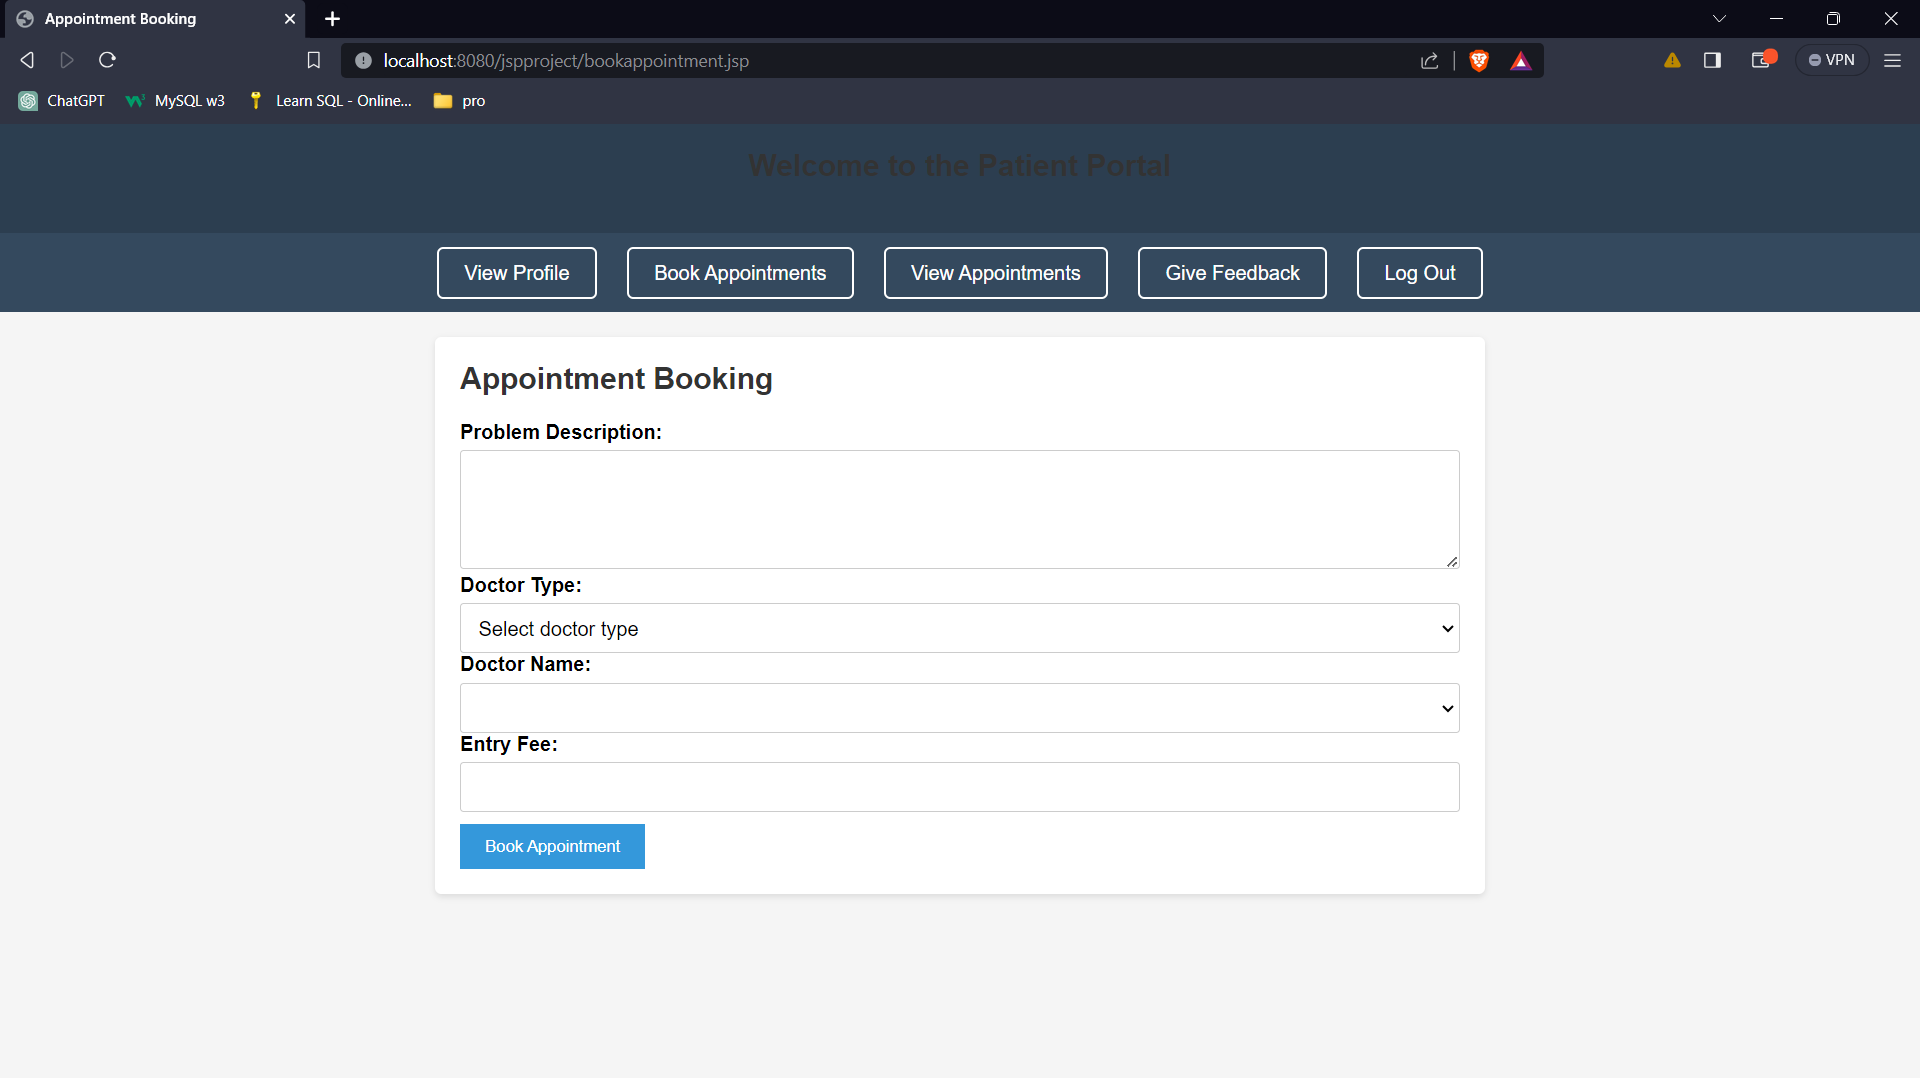 Appointment Booking
localhost:8080/jspproject/bookappointment.jsp
VPN
ChatGPT MySQL w3 Learn SQL - Online... pro
Welcome to the Patient Portal
View Profile Book Appointments View Appointments Give Feedback Log Out
Appointment Booking
Problem Description:
Doctor Type:
Select doctor type
Doctor Name:
Entry Fee:
Book Appointment